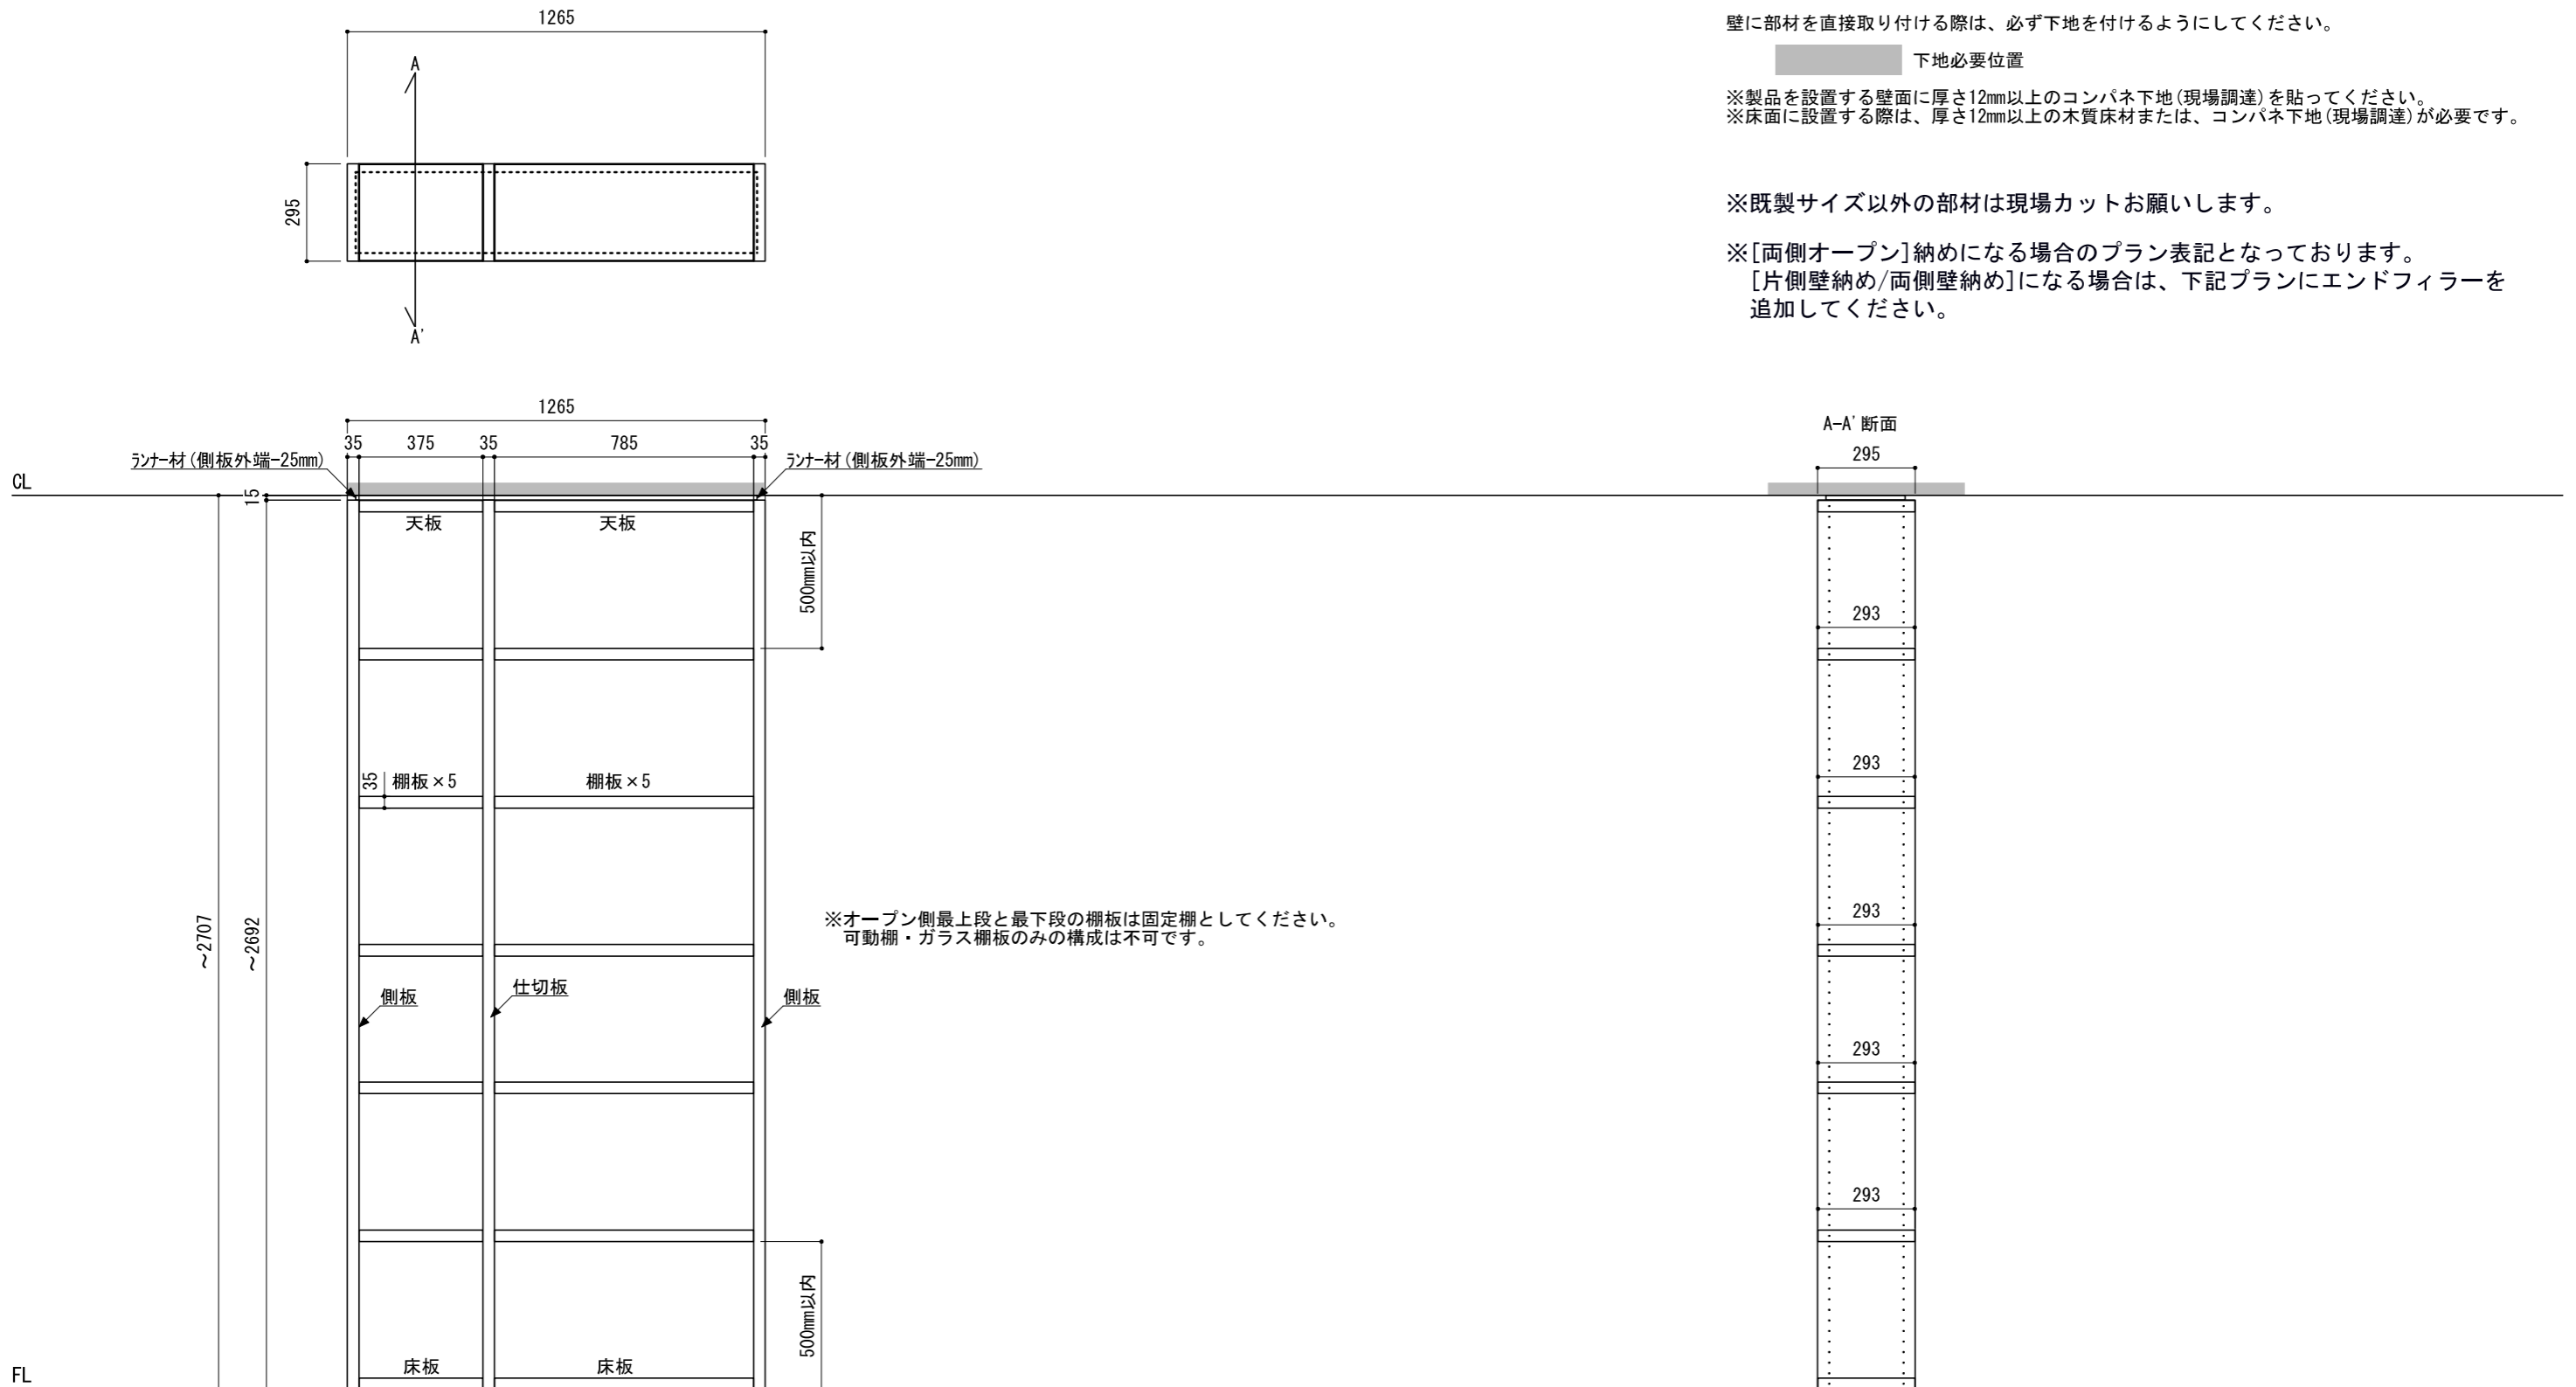 1265
A
295
A'
壁に部材を直接取り付ける際は、必ず下地を付けるようにしてください。
下地必要位置
※製品を設置する壁面に厚さ12mm以上のコンパネ下地(現場調達)を貼ってください。
※床面に設置する際は、厚さ12mm以上の木質床材または、コンパネ下地(現場調達)が必要です。
※既製サイズ以外の部材は現場カットお願いします。
※[両側オープン]納めになる場合のプラン表記となっております。
[片側壁納め/両側壁納め]になる場合は、下記プランにエンドフィラーを
追加してください。
1265
35 375 35 785 35
ﾗﾝﾅｰ材(側板外端-25mm)
ﾗﾝﾅｰ材(側板外端-25mm)
CL
15
天板
天板
500mm以内
35
棚板×5
棚板×5
~2707
~2692
※オープン側最上段と最下段の棚板は固定棚としてください。
可動棚・ガラス棚板のみの構成は不可です。
側板
仕切板
側板
500mm以内
床板
床板
FL
A-A'断面
295
293
293
293
293
293